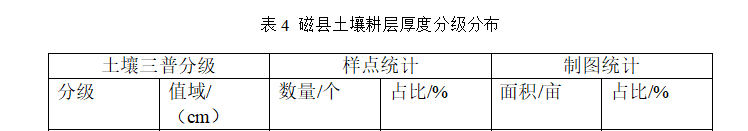 表 4 磁县土壤耕层厚度分级分布
土壤三普分级 样点统计 制图统计
分级 值域/ 数量/个 占比/% 面积/亩 占比/%
（cm）